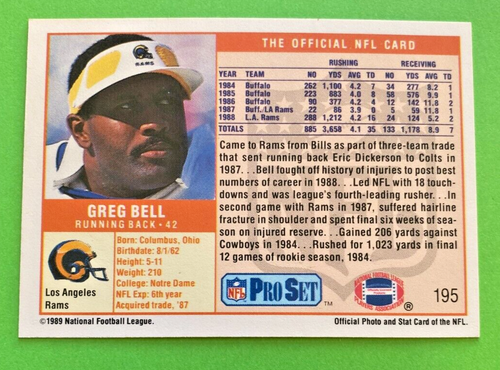 RAMS
THE OFFICIAL NFL CARD
RUSHING RECEIVING
YEAR TEAM NO YDS AVG TD NO YDS AVG TD
1984 Buffalo 262 1,100 4.2 7 34 277 8.2 1
1985 Buffalo 223 883 4.0 8 58 576 9.9 1
1986 Buffalo 90 377 4.2 4 12 142 11.8 2
1987 Buff./LA Rams 22 86 3.9 0 9 96 10.7 1
1988 L.A. Rams 288 1,212 4.2 16 24 124 5.2 2
TOTALS 885 3,658 4.1 35 133 1,178 8.9 7
Came to Rams from Bills as part of three-team trade
that sent running back Eric Dickerson to Colts in
1987...Bell fought off history of injuries to post best
numbers of career in 1988...Led NFL with 18 touch-
downs and was league's fourth-leading rusher...In
second game with Rams in 1987, suffered hairline
fracture in shoulder and spent final six weeks of sea-
son on injured reserve...Gained 206 yards against
Cowboys in 1984...Rushed for 1,023 yards in final
12 games of rookie season, 1984.
GREG BELL
RUNNING BACK • 42
Born: Columbus, Ohio
Birthdate: 8/1/62
Height: 5-11
Weight: 210
College: Notre Dame
NFL Exp: 6th year
Acquired trade, '87
Los Angeles
Rams
NFL PRO SET ™
® 195
©1989 National Football League.
Official Photo and Stat Card of the NFL.